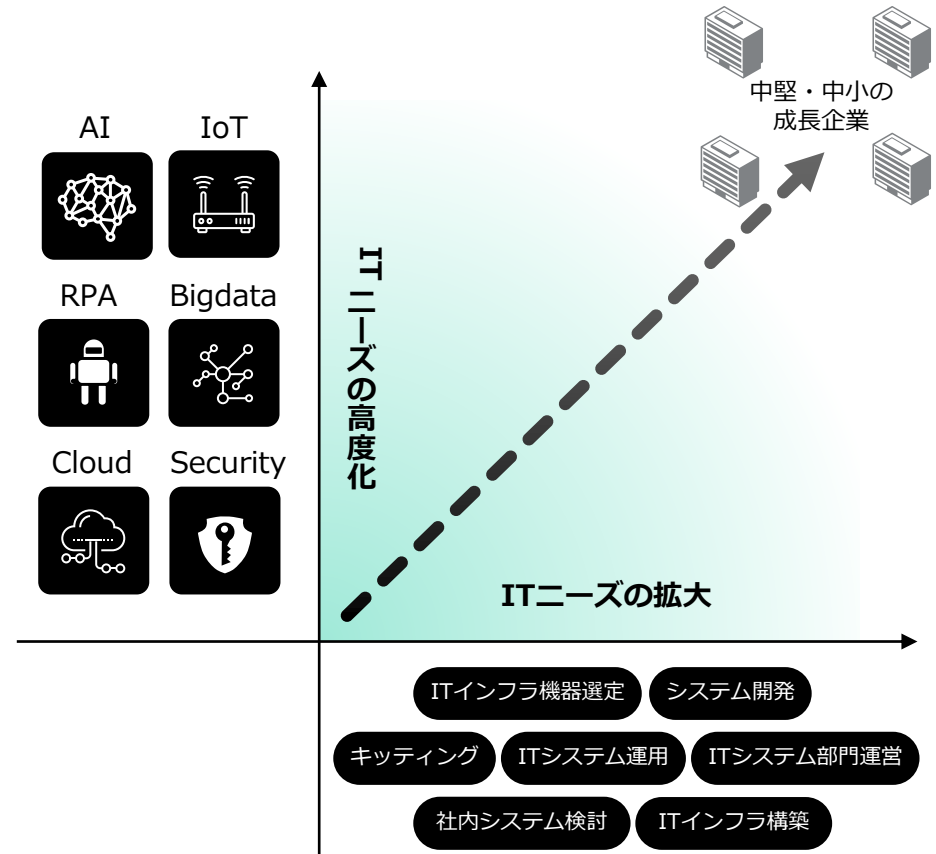 中堅・中小の
成長企業
AI
IoT
RPA
Bigdata
Cloud
Security
ITニーズの高度化
ITニーズの拡大
ITインフラ機器選定
システム開発
キッティング
ITシステム運用
ITシステム部門運営
社内システム検討
ITインフラ構築